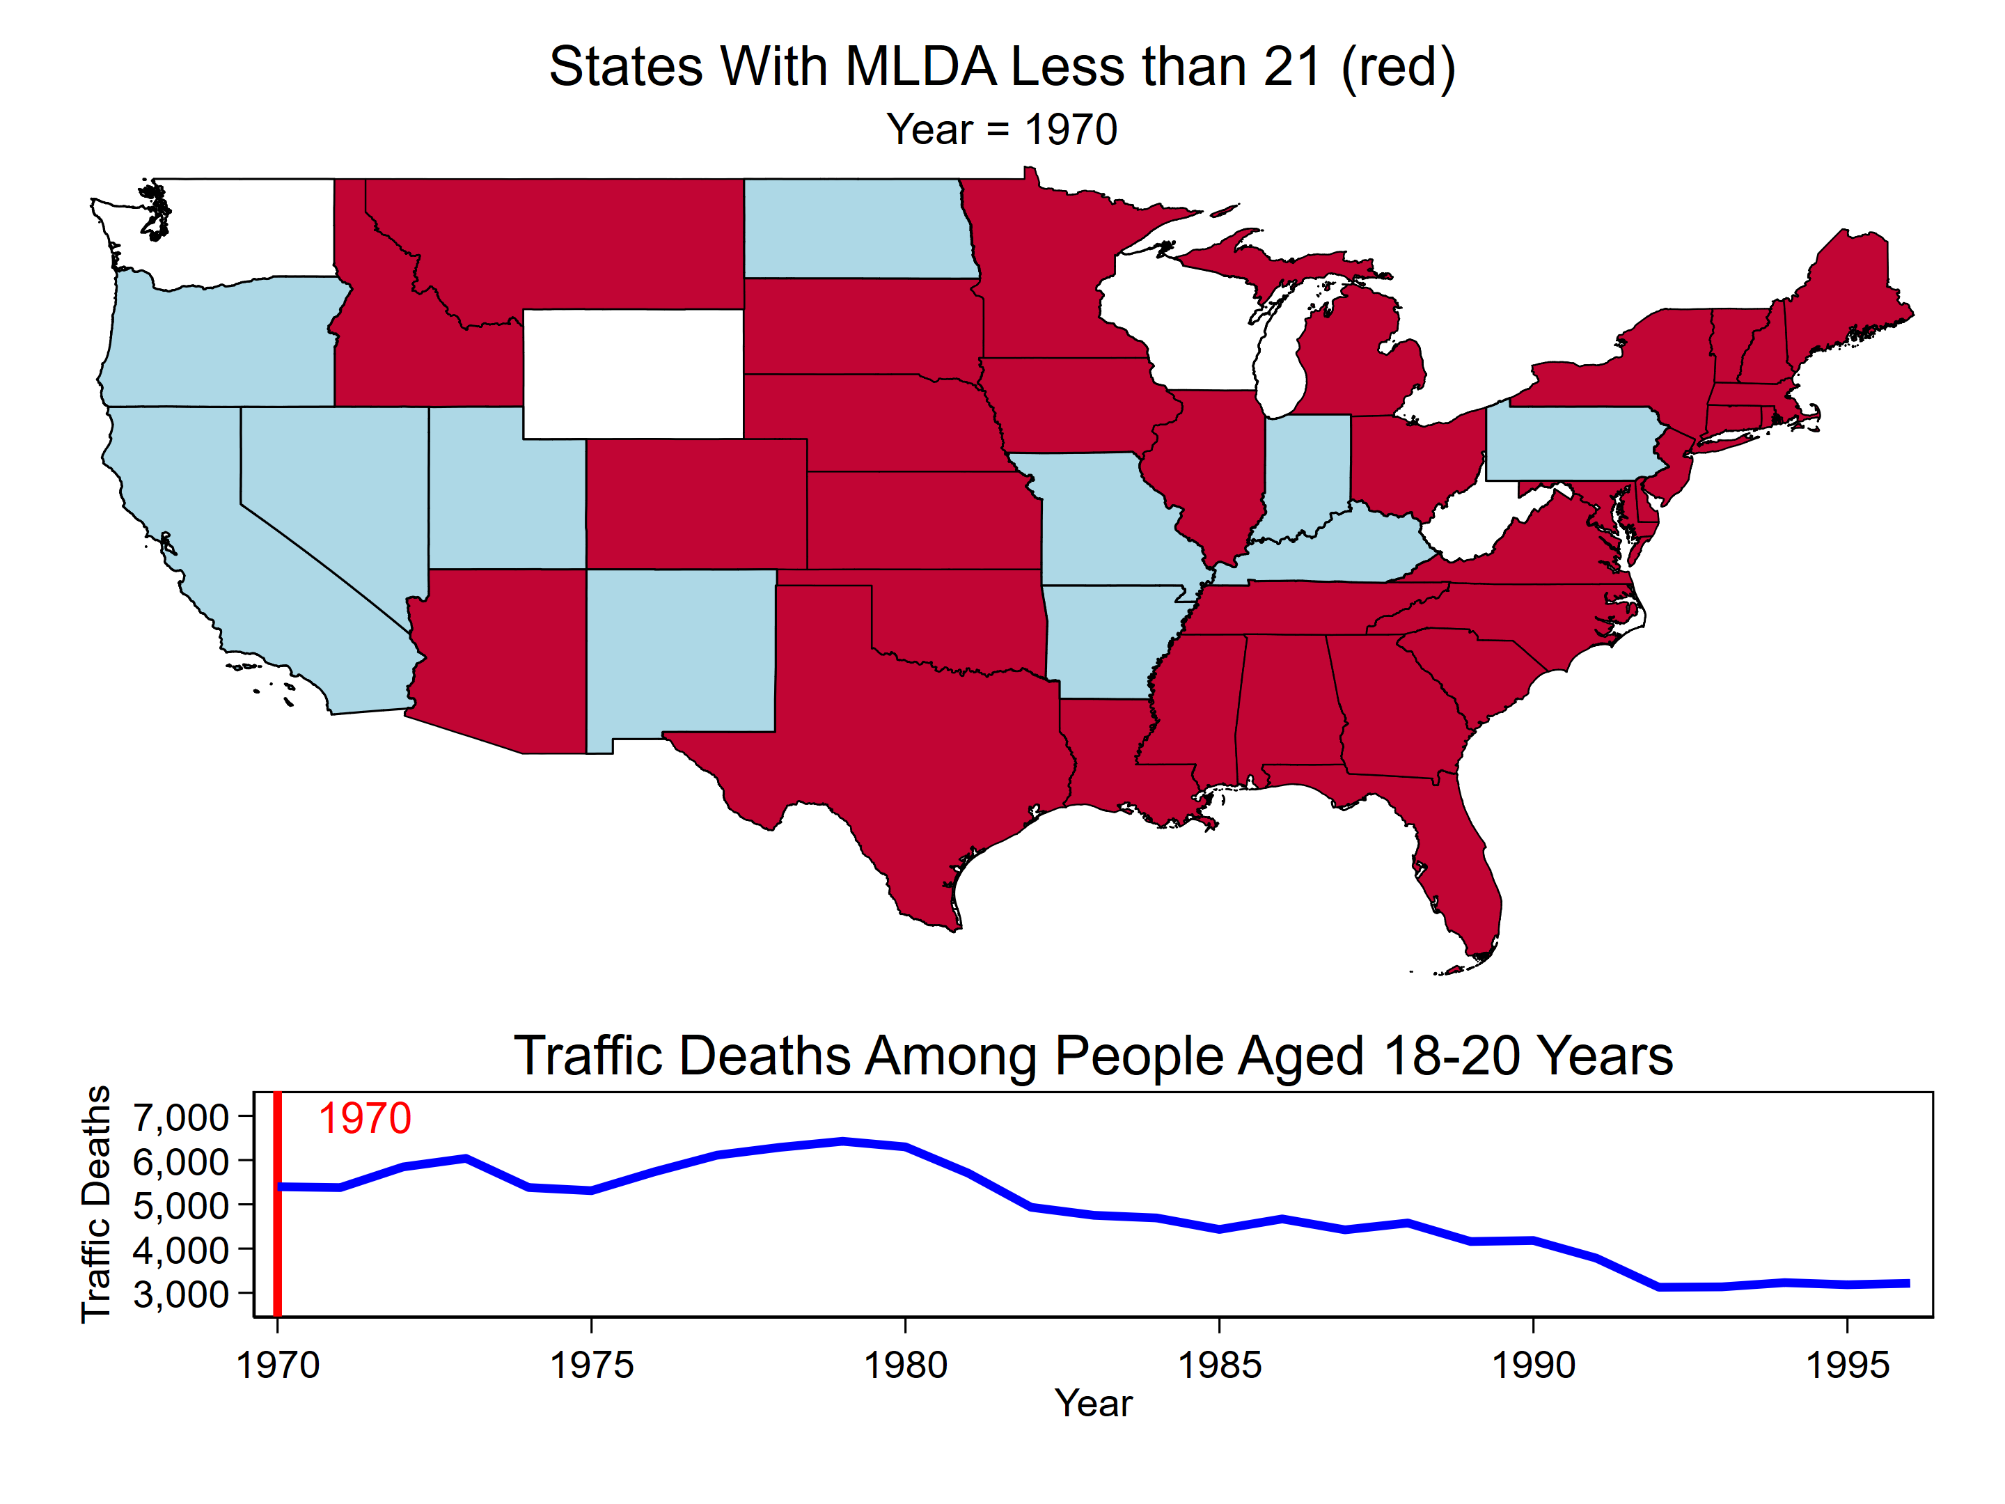 States With MLDA Less than 21 (red)
Year = 1970
Traffic Deaths Among People Aged 18-20 Years
Traffic Deaths
7,000
6,000
5,000
4,000
3,000
1970
1970
1975
1980
1985
1990
1995
Year